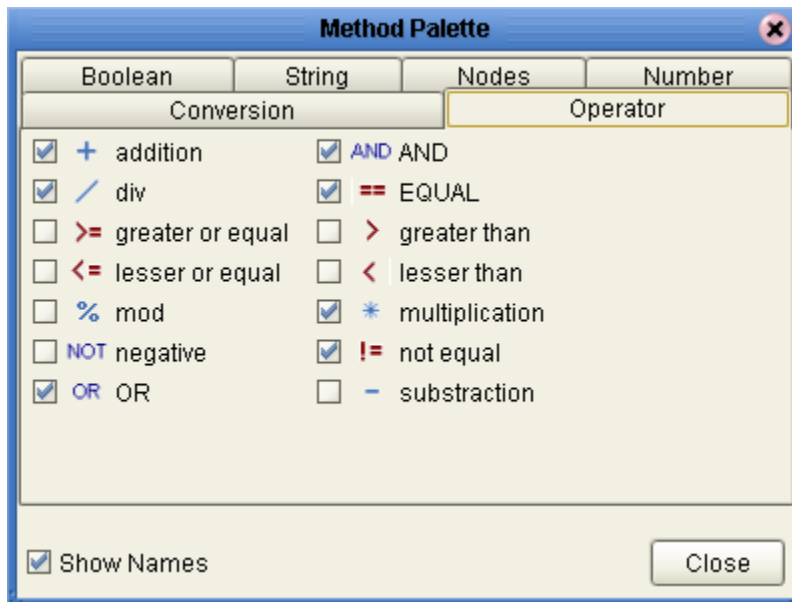 Method Palette
Boolean String Nodes Number
Conversion Operator
+ addition AND AND
/ div == EQUAL
>= greater or equal > greater than
<= lesser or equal < lesser than
% mod * multiplication
NOT negative != not equal
OR OR - substraction
Show Names Close